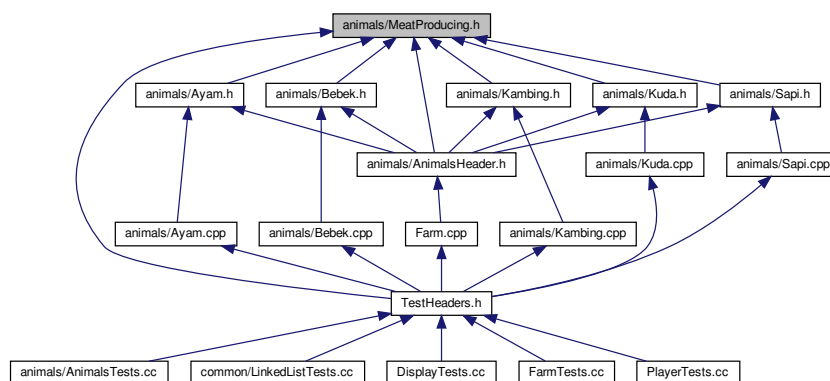 animals/MeatProducing.h
animals/Ayam.h
animals/Bebek.h
animals/Kambing.h
animals/Kuda.h
animals/Sapi.h
animals/AnimalsHeader.h
animals/Kuda.cpp
animals/Sapi.cpp
animals/Ayam.cpp
animals/Bebek.cpp
Farm.cpp
animals/Kambing.cpp
TestHeaders.h
animals/AnimalsTests.cc
common/LinkedListTests.cc
DisplayTests.cc
FarmTests.cc
PlayerTests.cc